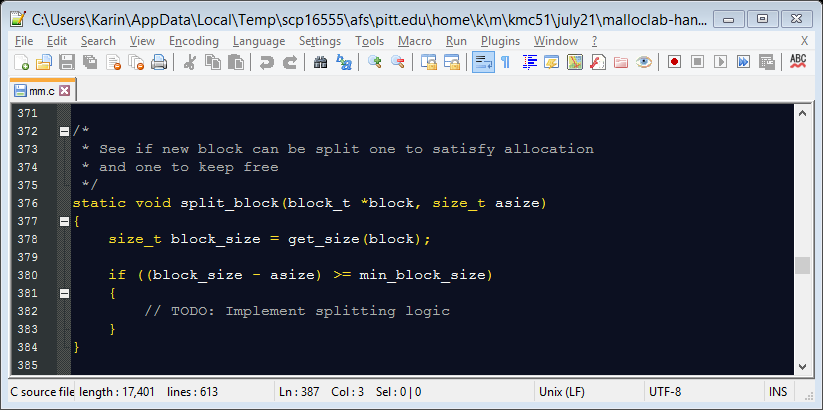 C:\Users\Karin\AppData\Local\Temp\scp16555\afs\pitt.edu\home\k\m\kmc51\july21\malloclab-han...
File Edit Search View Encoding Language Settings Tools Macro Run Plugins Window ? X
ABC
mm.c
371
372 /*
373  * See if new block can be split one to satisfy allocation
374  * and one to keep free
375  */
376 static void split_block(block_t *block, size_t asize)
377 {
378     size_t block_size = get_size(block);
379
380     if ((block_size - asize) >= min_block_size)
381     {
382         // TODO: Implement splitting logic
383     }
384 }
385
C source file length : 17,401 lines : 613 Ln : 387 Col : 3 Sel : 0 | 0 Unix (LF) UTF-8 INS